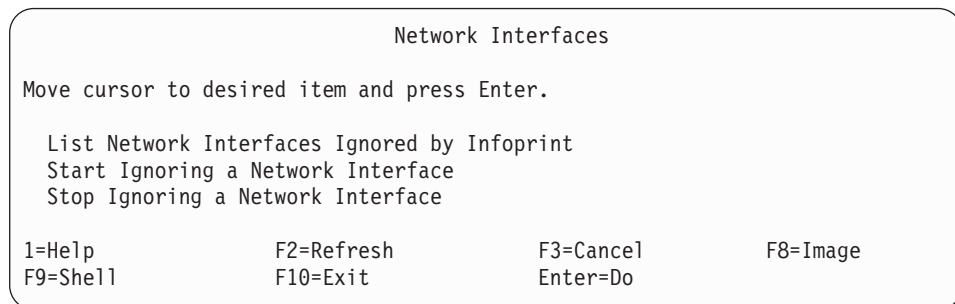 Network Interfaces
Move cursor to desired item and press Enter.
List Network Interfaces Ignored by Infoprint
Start Ignoring a Network Interface
Stop Ignoring a Network Interface
1=Help F2=Refresh F3=Cancel F8=Image
F9=Shell F10=Exit Enter=Do